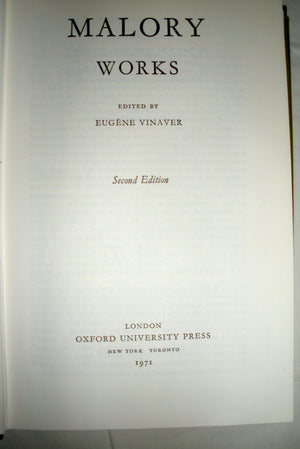 MALORY
WORKS
EDITED BY
EUGÈNE VINAVER
Second Edition
LONDON
OXFORD UNIVERSITY PRESS
NEW YORK TORONTO
1971